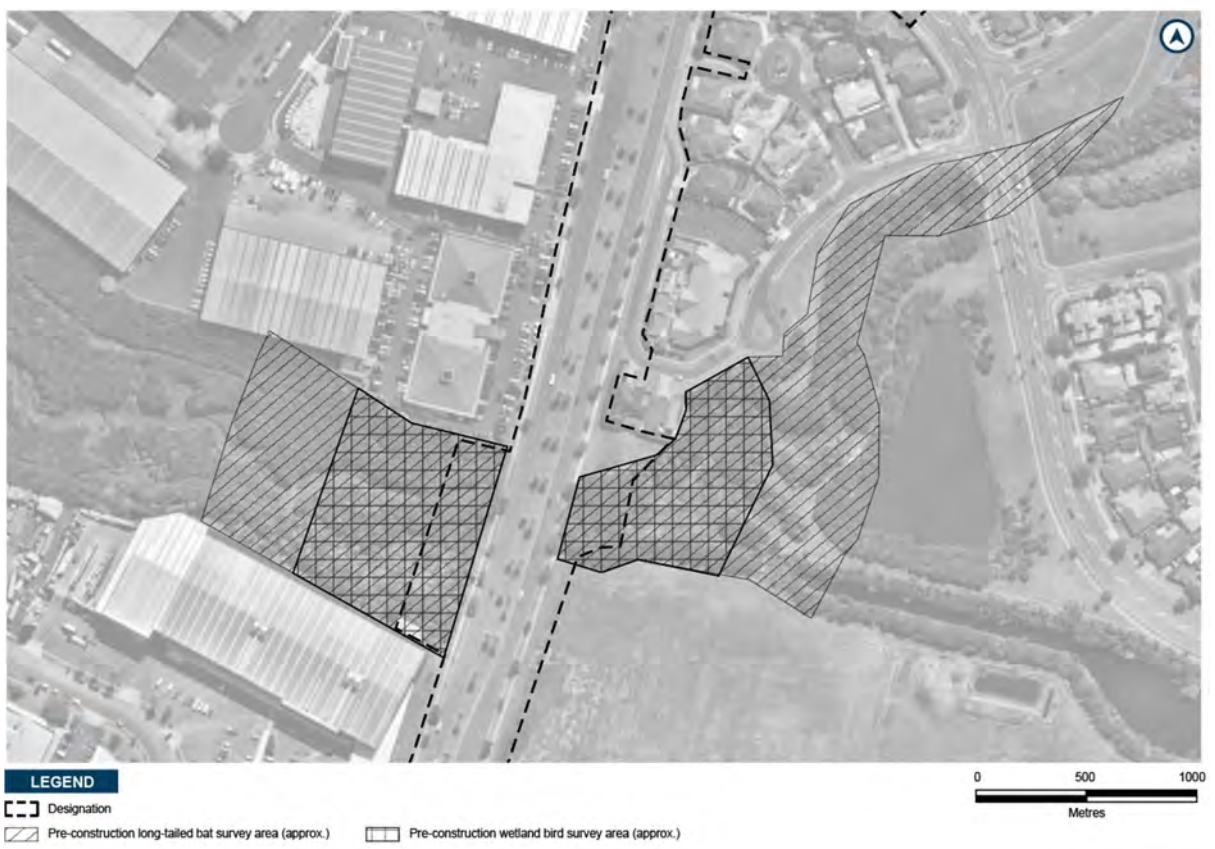 LEGEND
Designation
Pre-construction long-tailed bat survey area (approx.) Pre-construction wetland bird survey area (approx.)
0 500 1000
Metres